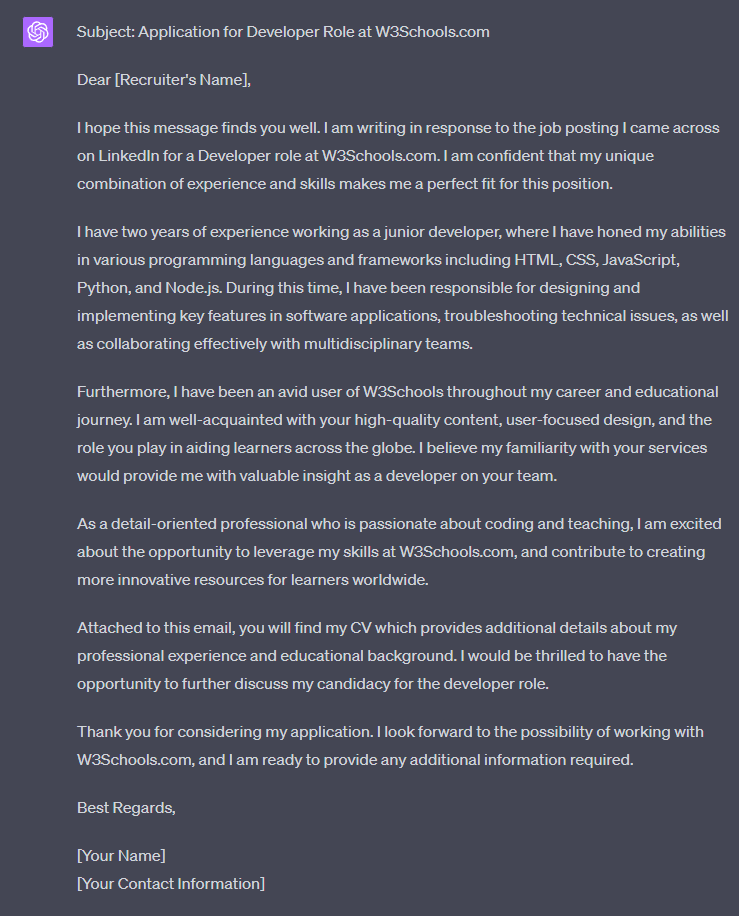 Subject: Application for Developer Role at W3Schools.com
Dear [Recruiter's Name],
I hope this message finds you well. I am writing in response to the job posting I came across
on LinkedIn for a Developer role at W3Schools.com. I am confident that my unique
combination of experience and skills makes me a perfect fit for this position.
I have two years of experience working as a junior developer, where I have honed my abilities
in various programming languages and frameworks including HTML, CSS, JavaScript,
Python, and Node.js. During this time, I have been responsible for designing and
implementing key features in software applications, troubleshooting technical issues, as well
as collaborating effectively with multidisciplinary teams.
Furthermore, I have been an avid user of W3Schools throughout my career and educational
journey. I am well-acquainted with your high-quality content, user-focused design, and the
role you play in aiding learners across the globe. I believe my familiarity with your services
would provide me with valuable insight as a developer on your team.
As a detail-oriented professional who is passionate about coding and teaching, I am excited
about the opportunity to leverage my skills at W3Schools.com, and contribute to creating
more innovative resources for learners worldwide.
Attached to this email, you will find my CV which provides additional details about my
professional experience and educational background. I would be thrilled to have the
opportunity to further discuss my candidacy for the developer role.
Thank you for considering my application. I look forward to the possibility of working with
W3Schools.com, and I am ready to provide any additional information required.
Best Regards,
[Your Name]
[Your Contact Information]